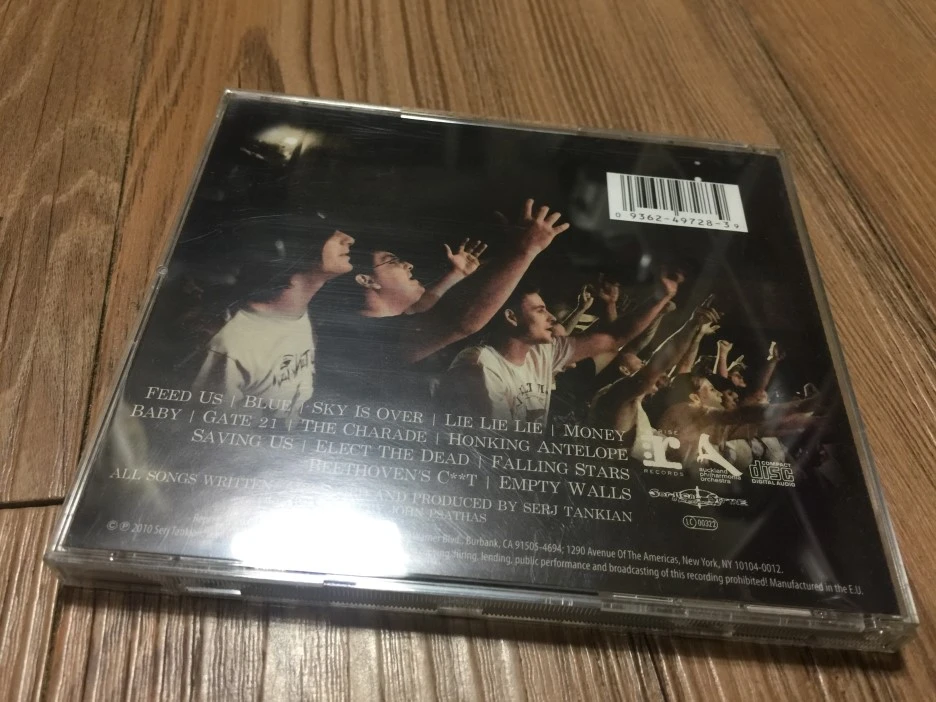 0 9362-49728-3 9
FEED US | BLUE | SKY IS OVER | LIE LIE LIE | MONEY
BABY | GATE 21 | THE CHARADE | HONKING ANTELOPE
SAVING US | ELECT THE DEAD | FALLING STARS
BEETHOVEN'S C**T | EMPTY WALLS
ALL SONGS WRITTEN AND PRODUCED BY SERJ TANKIAN
JOHN PSATHAS
RECORDS
auckland
philharmonia
orchestra
COMPACT
disc
DIGITAL AUDIO
LC 00322
© ℗ 2010 Serj Tankian Blvd., Burbank, CA 91505-4694; 1290 Avenue Of The Americas, New York, NY 10104-0012.
hiring, lending, public performance and broadcasting of this recording prohibited! Manufactured in the E.U.